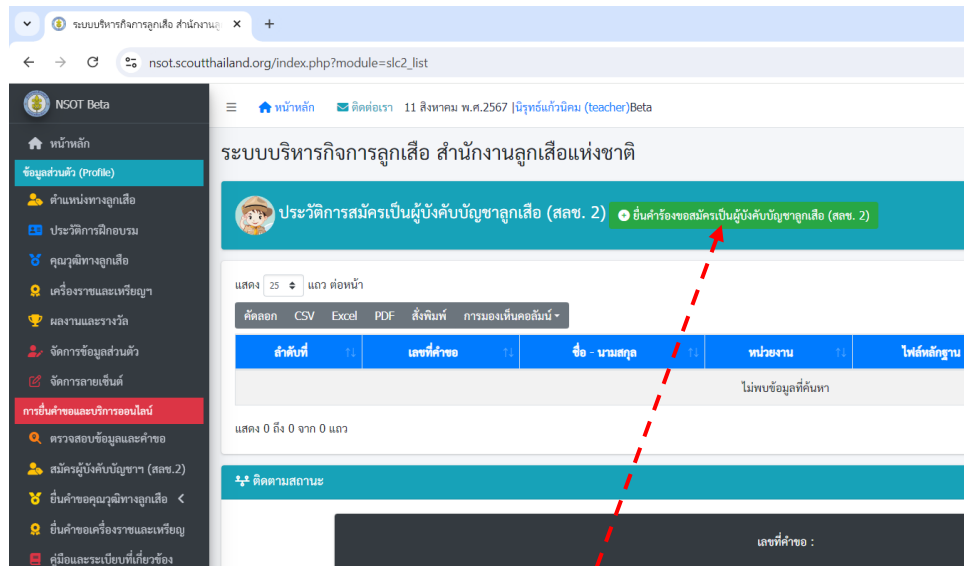 ระบบบริหารกิจการลูกเสือ สำนักงานลูก
nsot.scoutthailand.org/index.php?module=slc2_list
NSOT Beta
หน้าหลัก ติดต่อเรา 11 สิงหาคม พ.ศ.2567 |นิรุทธ์แก้วนิคม (teacher)Beta
หน้าหลัก
ข้อมูลส่วนตัว (Profile)
ตำแหน่งทางลูกเสือ
ประวัติการฝึกอบรม
คุณวุฒิทางลูกเสือ
เครื่องราชและเหรียญฯ
ผลงานและรางวัล
จัดการข้อมูลส่วนตัว
จัดการลายเซ็นต์
การยื่นคำขอและบริการออนไลน์
ตรวจสอบข้อมูลและคำขอ
สมัครผู้บังคับบัญชาฯ (สลช.2)
ยื่นคำขอคุณวุฒิทางลูกเสือ
ยื่นคำขอเครื่องราชและเหรียญ
คู่มือและระเบียบที่เกี่ยวข้อง
ระบบบริหารกิจการลูกเสือ สำนักงานลูกเสือแห่งชาติ
ประวัติการสมัครเป็นผู้บังคับบัญชาลูกเสือ (สลช. 2) ยื่นคำร้องขอสมัครเป็นผู้บังคับบัญชาลูกเสือ (สลช. 2)
แสดง 25 แถว ต่อหน้า
คัดลอก CSV Excel PDF สั่งพิมพ์ การมองเห็นคอลัมน์
ลำดับที่ เลขที่คำขอ ชื่อ - นามสกุล หน่วยงาน ไฟล์หลักฐาน
ไม่พบข้อมูลที่ค้นหา
แสดง 0 ถึง 0 จาก 0 แถว
ติดตามสถานะ
เลขที่คำขอ :